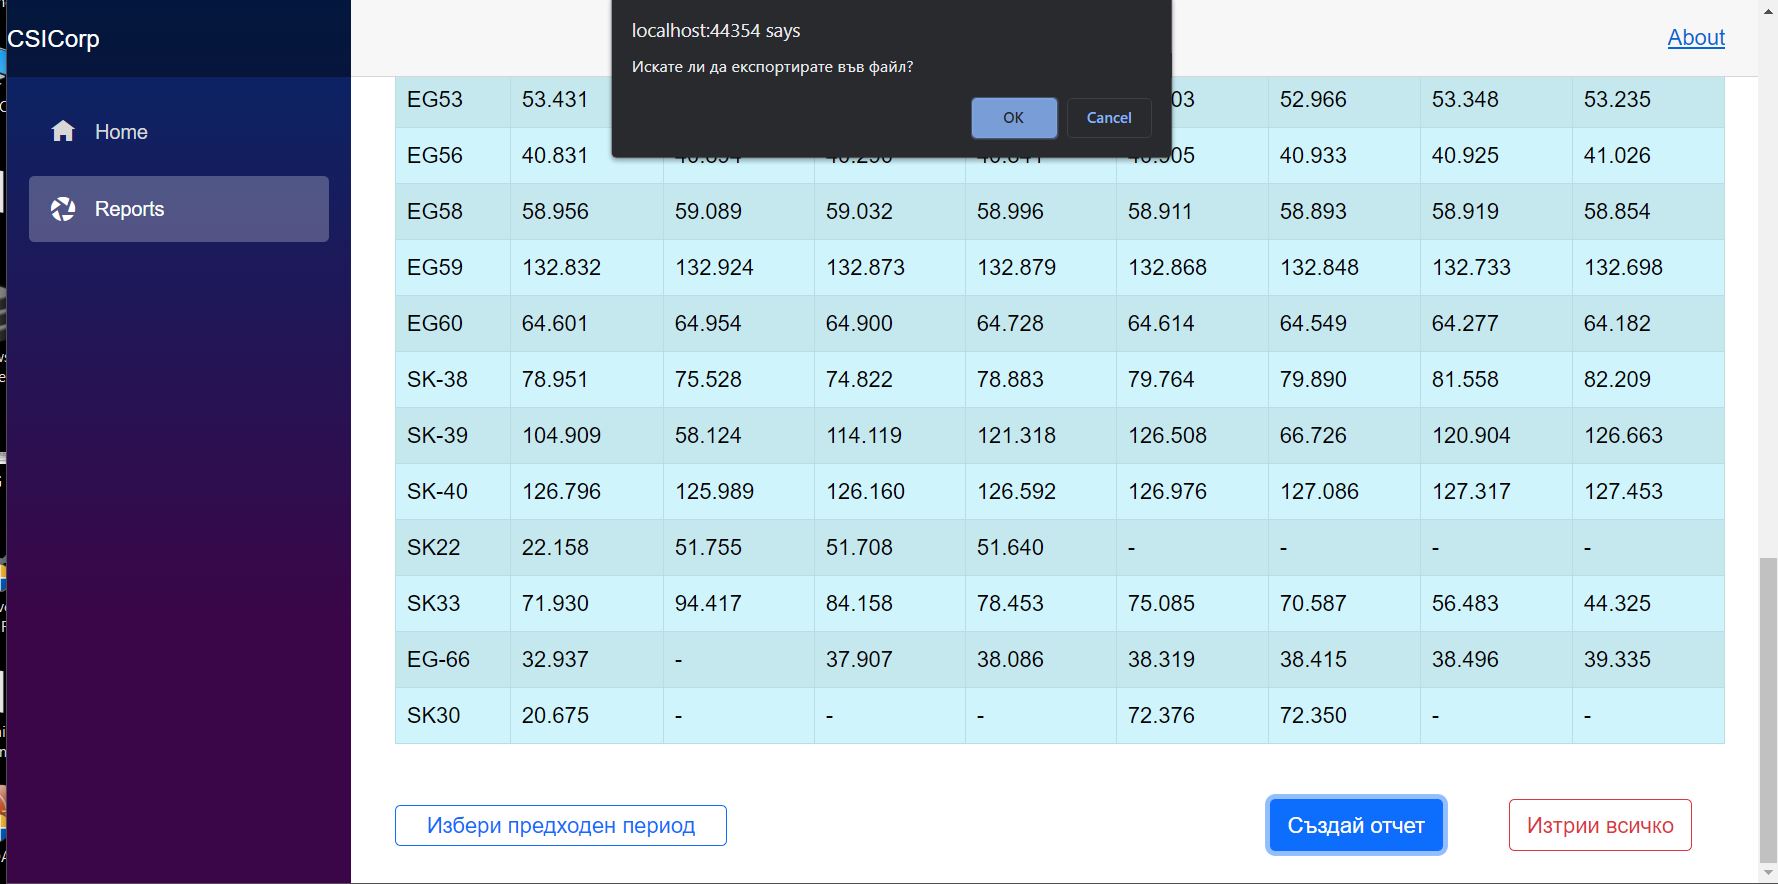 CSICorp
Home
Reports
localhost:44354 says
Искате ли да експортирате във файл?
OK
Cancel
About
EG53 53.431 52.966 53.348 53.235
EG56 40.831 40.933 40.925 41.026
EG58 58.956 59.089 59.032 58.996 58.911 58.893 58.919 58.854
EG59 132.832 132.924 132.873 132.879 132.868 132.848 132.733 132.698
EG60 64.601 64.954 64.900 64.728 64.614 64.549 64.277 64.182
SK-38 78.951 75.528 74.822 78.883 79.764 79.890 81.558 82.209
SK-39 104.909 58.124 114.119 121.318 126.508 66.726 120.904 126.663
SK-40 126.796 125.989 126.160 126.592 126.976 127.086 127.317 127.453
SK22 22.158 51.755 51.708 51.640 - - - -
SK33 71.930 94.417 84.158 78.453 75.085 70.587 56.483 44.325
EG-66 32.937 - 37.907 38.086 38.319 38.415 38.496 39.335
SK30 20.675 - - - 72.376 72.350 - -
Избери предходен период
Създай отчет
Изтрии всичко